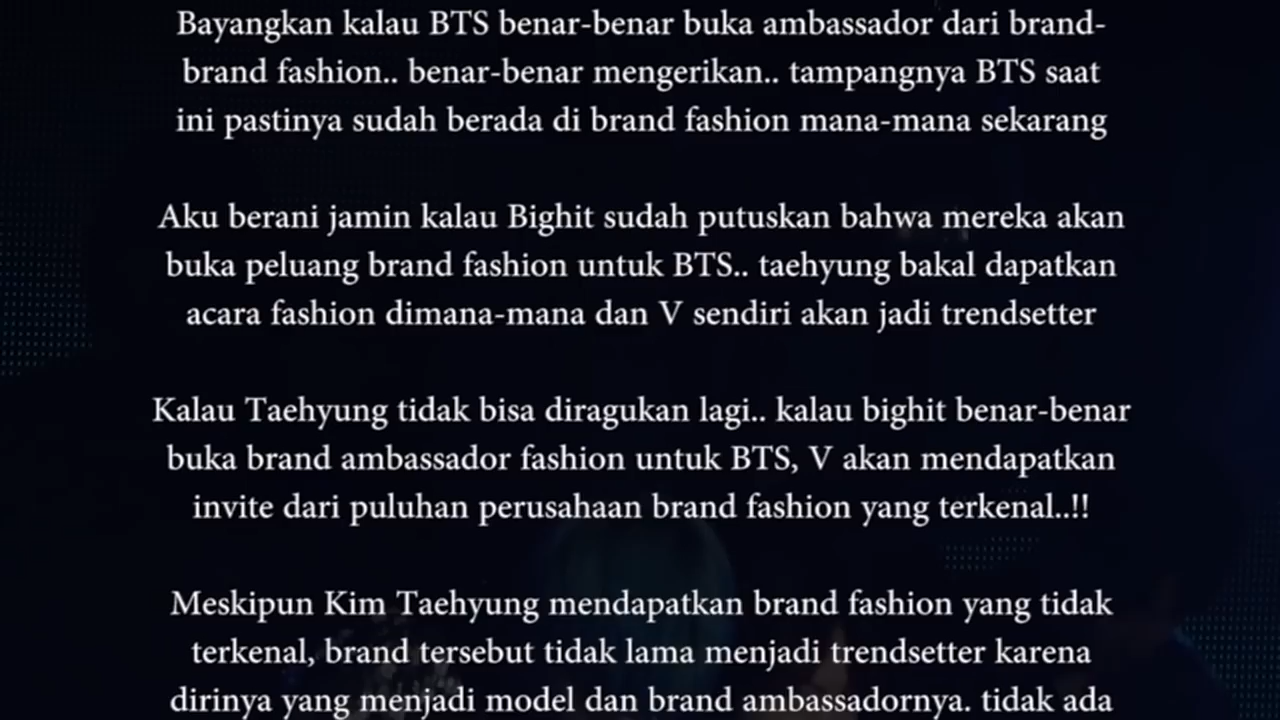 Bayangkan kalau BTS benar-benar buka ambassador dari brand-
brand fashion.. benar-benar mengerikan.. tampangnya BTS saat
ini pastinya sudah berada di brand fashion mana-mana sekarang
Aku berani jamin kalau Bighit sudah putuskan bahwa mereka akan
buka peluang brand fashion untuk BTS.. taehyung bakal dapatkan
acara fashion dimana-mana dan V sendiri akan jadi trendsetter
Kalau Taehyung tidak bisa diragukan lagi.. kalau bighit benar-benar
buka brand ambassador fashion untuk BTS, V akan mendapatkan
invite dari puluhan perusahaan brand fashion yang terkenal..!!
Meskipun Kim Taehyung mendapatkan brand fashion yang tidak
terkenal, brand tersebut tidak lama menjadi trendsetter karena
dirinya yang menjadi model dan brand ambassadornya. tidak ada